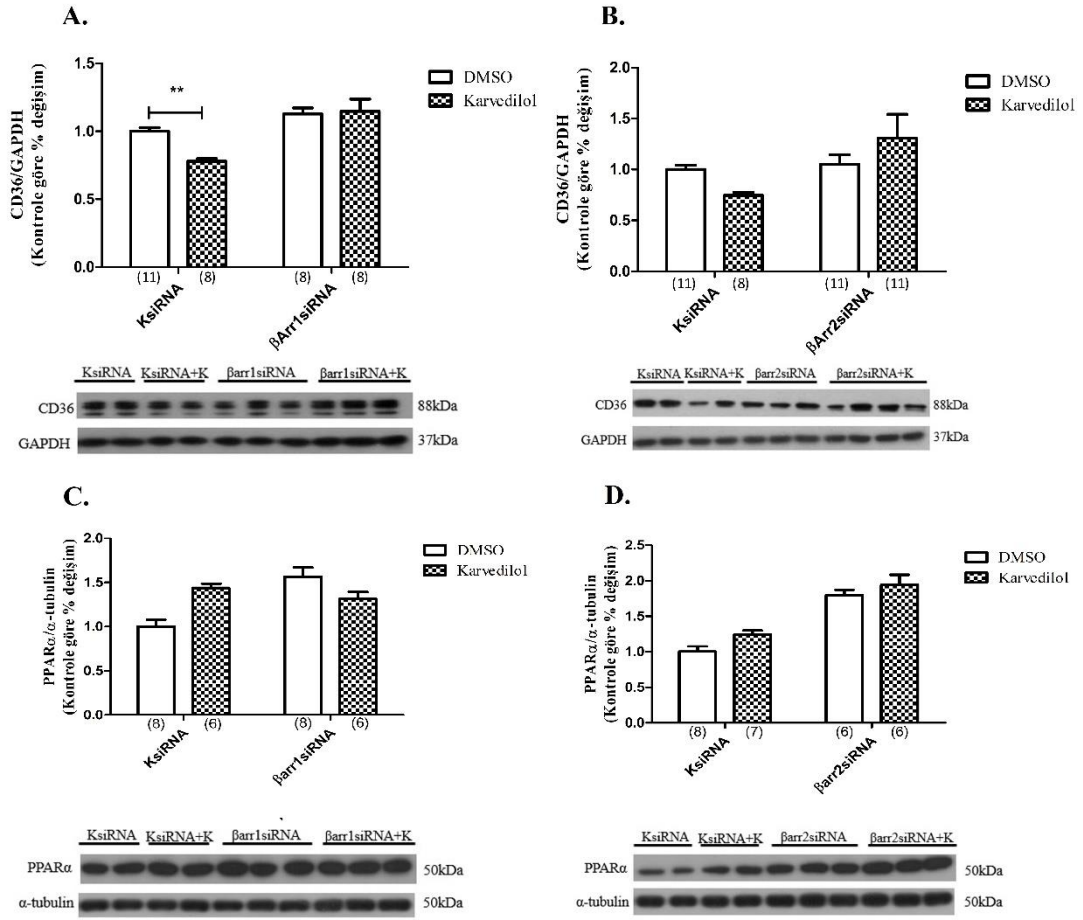 A.
CD36/GAPDH
(Kontrole göre % değişim)
1.5
1.0
0.5
0.0
**
DMSO
Karvedilol
(11) (8) (8) (8)
KsiRNA
βArr1siRNA
KsiRNA KsiRNA+K βarr1siRNA βarr1siRNA+K
CD36 88kDa
GAPDH 37kDa
B.
CD36/GAPDH
(Kontrole göre % değişim)
2.0
1.5
1.0
0.5
0.0
DMSO
Karvedilol
(11) (8) (11) (11)
KsiRNA
βArr2siRNA
KsiRNA KsiRNA+K βarr2siRNA βarr2siRNA+K
CD36 88kDa
GAPDH 37kDa
C.
PPARα/α-tubulin
(Kontrole göre % değişim)
2.0
1.5
1.0
0.5
0.0
DMSO
Karvedilol
(8) (6) (8) (6)
KsiRNA
βarr1siRNA
KsiRNA KsiRNA+K βarr1siRNA βarr1siRNA+K
PPARα 50kDa
α-tubulin 50kDa
D.
PPARα/α-tubulin
(Kontrole göre % değişim)
2.5
2.0
1.5
1.0
0.5
0.0
DMSO
Karvedilol
(8) (7) (6) (6)
KsiRNA
βarr2siRNA
KsiRNA KsiRNA+K βarr2siRNA βarr2siRNA+K
PPARα 50kDa
α-tubulin 50kDa